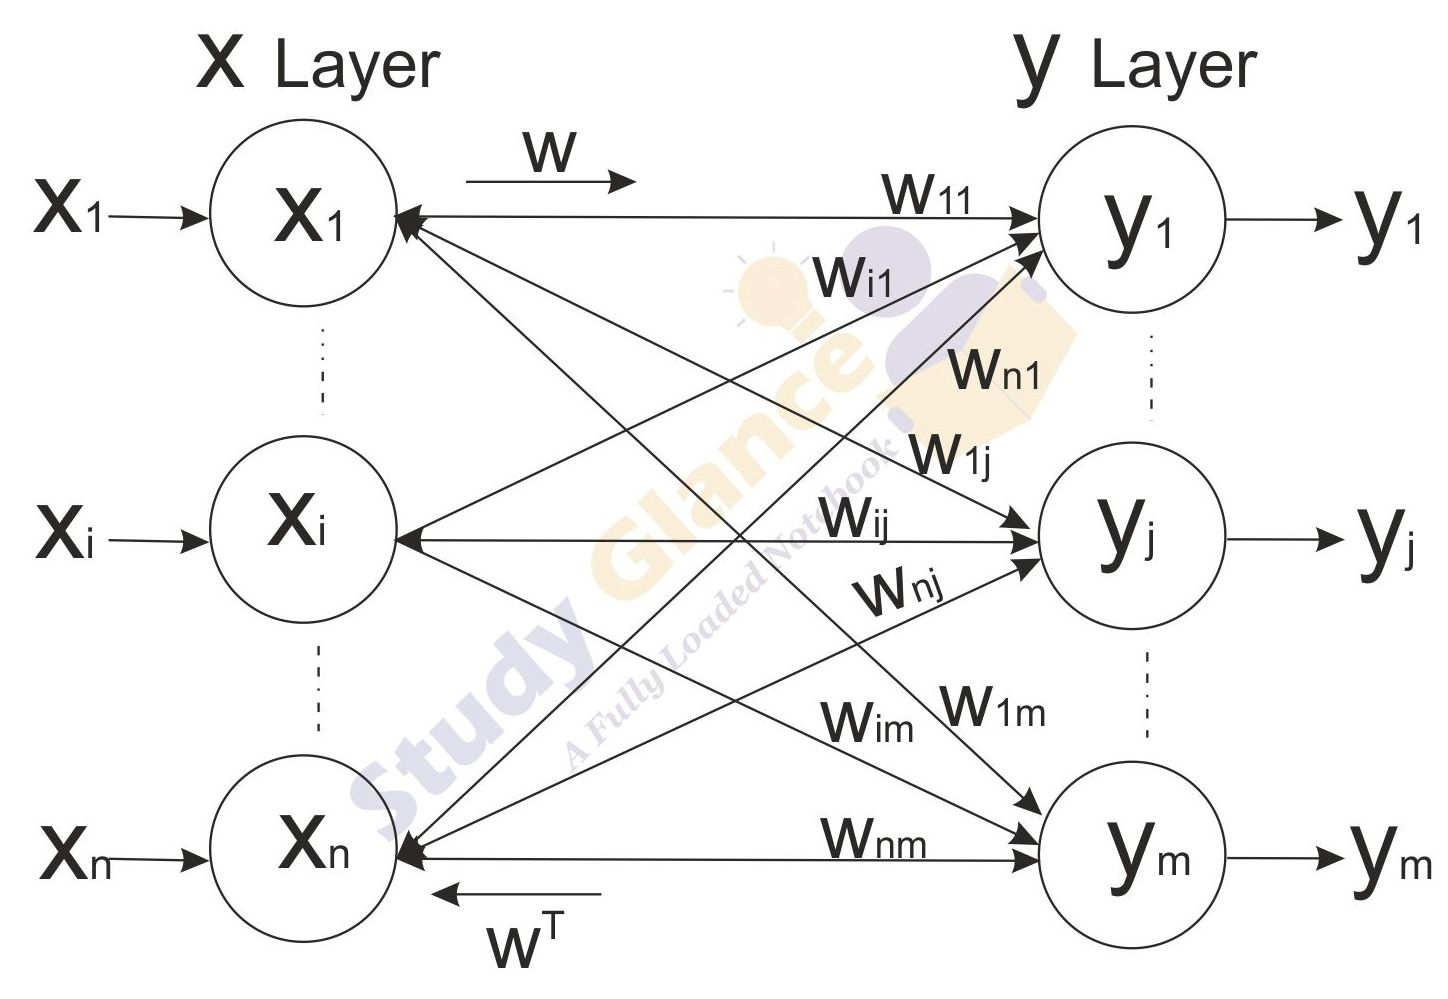 x Layer
y Layer
w
x1
x1
w11
y1
y1
wi1
wn1
w1j
xi
xi
wij
yj
yj
wnj
wim
w1m
xn
xn
wnm
ym
ym
wT
Study Glance
A Fully Loaded Notebook